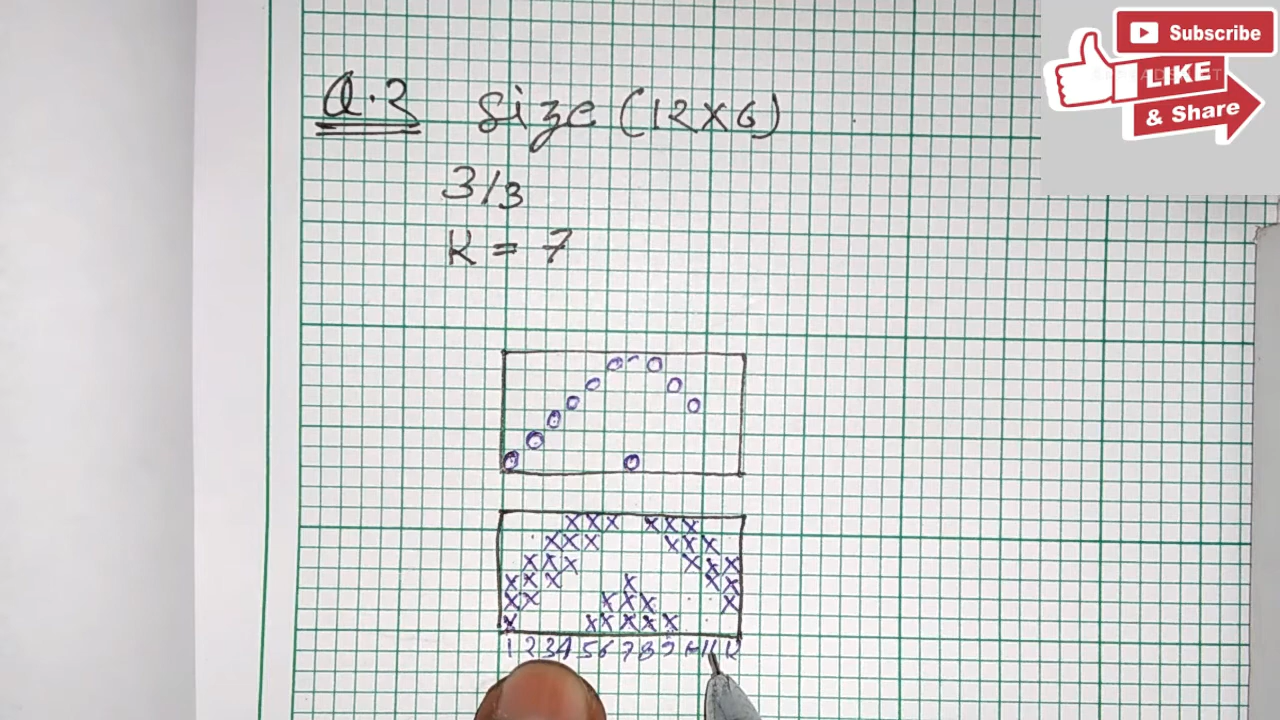 Subscribe
LIKE
& Share
Q.2 Size (12x6)
3/3
R = 7
1 2 3 4 5 6 7 8 9 10 11 12